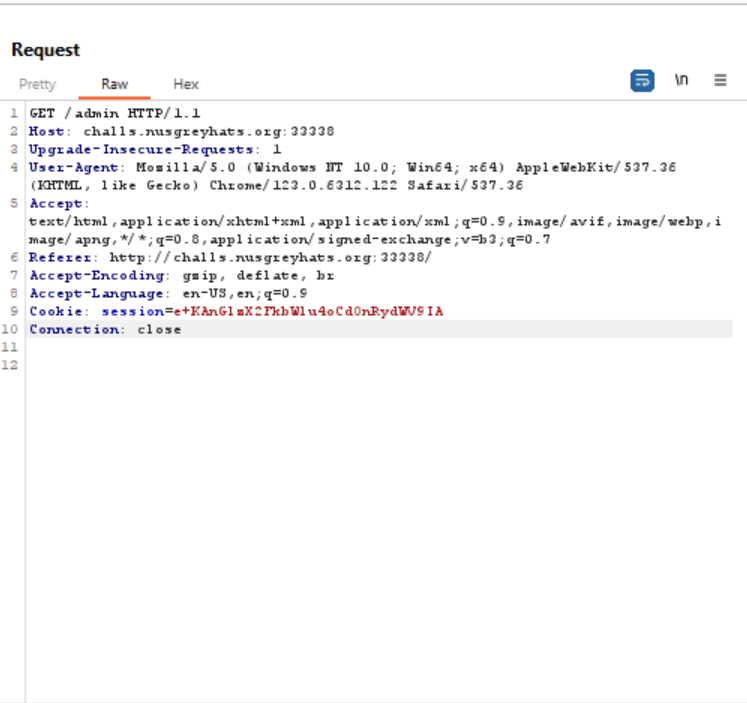 Request
Pretty Raw Hex \n
1 GET /admin HTTP/1.1
2 Host: challs.nusgreyhats.org:33338
3 Upgrade-Insecure-Requests: 1
4 User-Agent: Mozilla/5.0 (Windows NT 10.0; Win64; x64) AppleWebKit/537.36
(KHTML, like Gecko) Chrome/123.0.6312.122 Safari/537.36
5 Accept:
text/html,application/xhtml+xml,application/xml;q=0.9,image/avif,image/webp,i
mage/apng,*/*;q=0.8,application/signed-exchange;v=b3;q=0.7
6 Referer: http://challs.nusgreyhats.org:33338/
7 Accept-Encoding: gzip, deflate, br
8 Accept-Language: en-US,en;q=0.9
9 Cookie: session=e+KAnGlzX2FkbWlu4oCdOnRydWV9IA
10 Connection: close
11
12